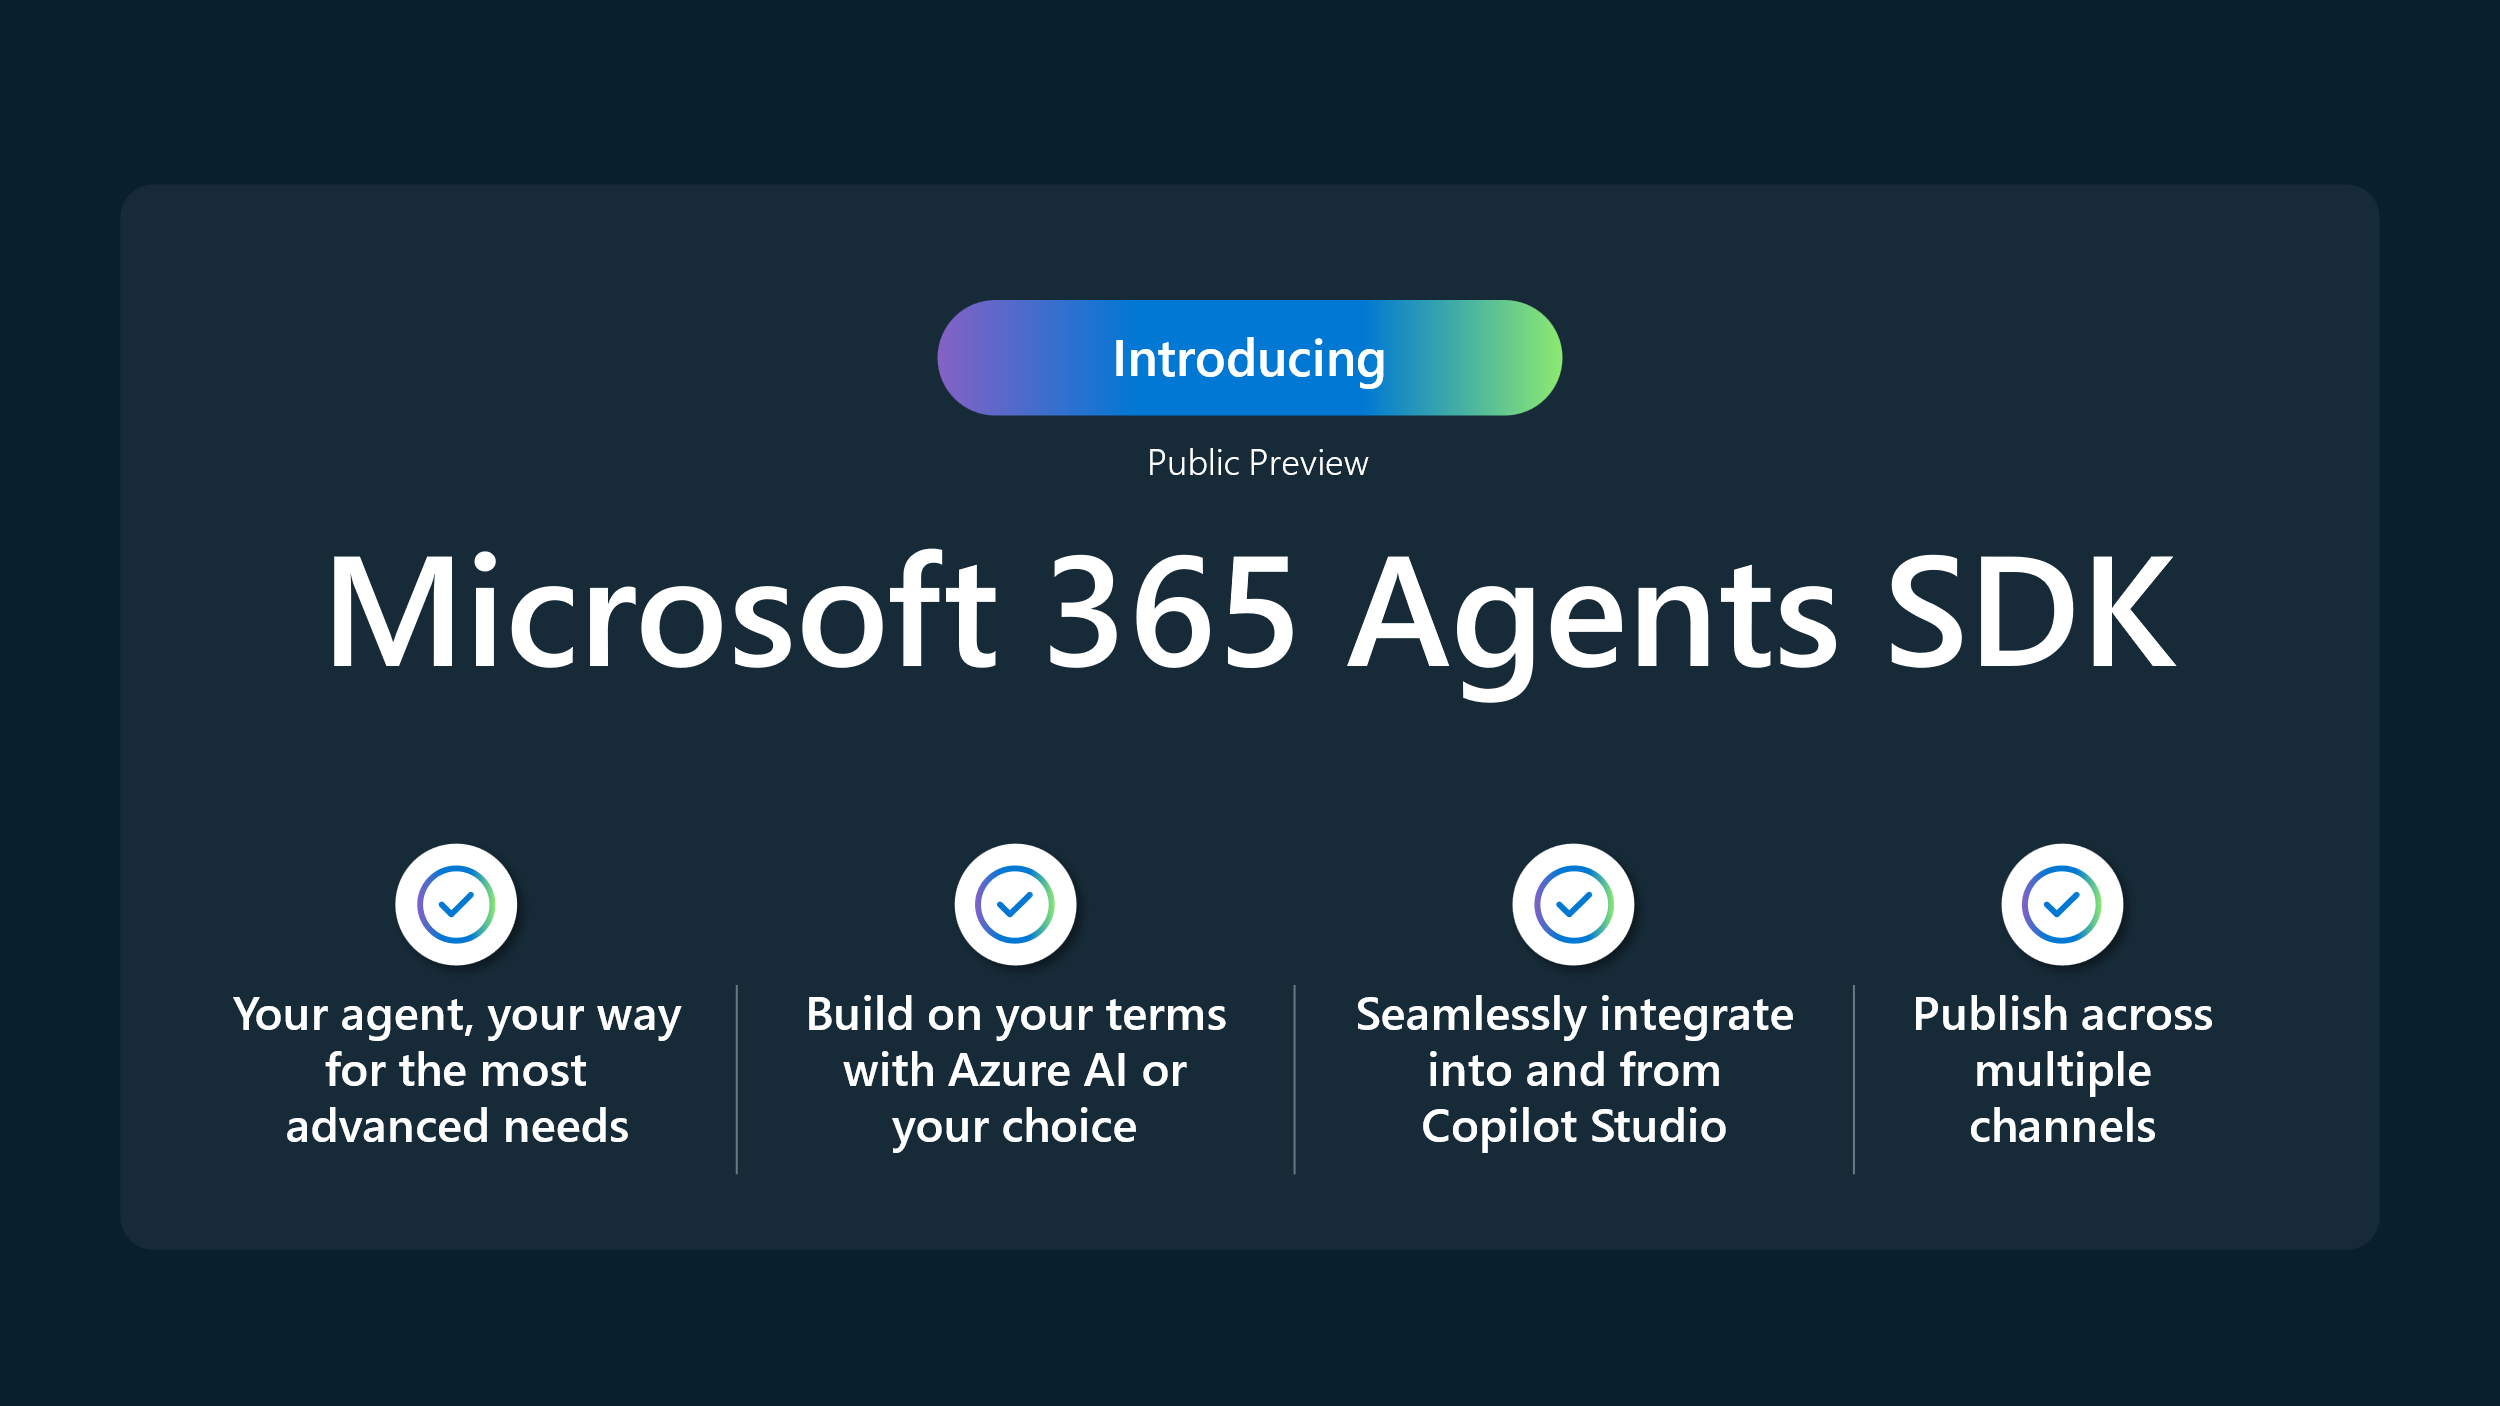 Introducing
Public Preview
Microsoft 365 Agents SDK
Your agent, your way
for the most
advanced needs
Build on your terms
with Azure AI or
your choice
Seamlessly integrate
into and from
Copilot Studio
Publish across
multiple
channels